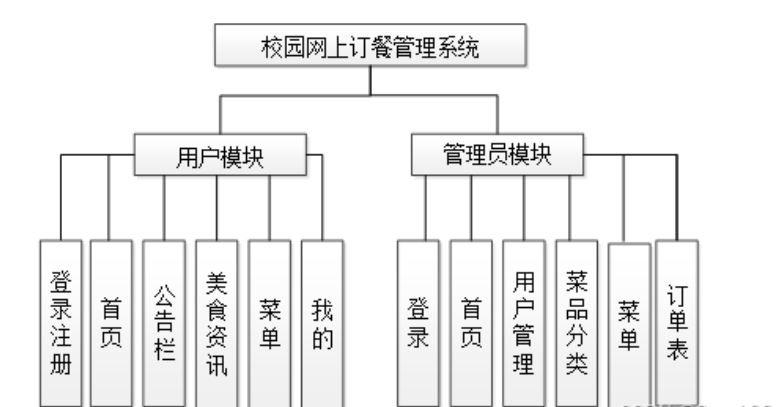 校园网上订餐管理系统
用户模块
管理员模块
登录注册
首页
公告栏
美食资讯
菜单
我的
登录
首页
用户管理
菜品分类
菜单
订单表